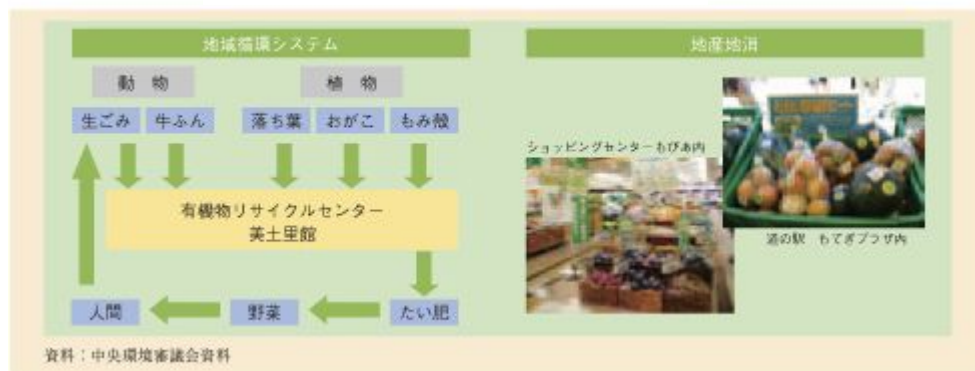 地域循環システム
動 物
植 物
生ごみ
牛ふん
落ち葉
おがこ
もみ殻
有機物リサイクルセンター
美土里館
人間
野菜
たい肥
地産地消
ショッピングセンターもぴあ内
道の駅 もてぎプラザ内
資料：中央環境審議会資料